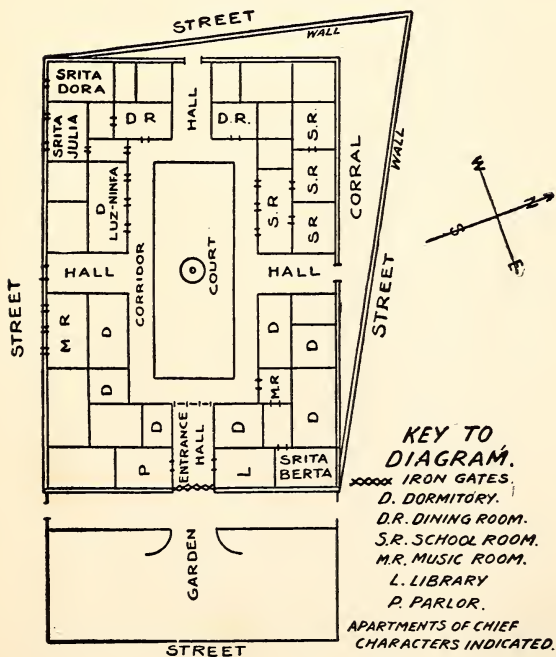 STREET
WALL
SRITA
DORA
D R
HALL
D.R.
S.R.
SRITA
JULIA
S.R
WALL
D
LUZ-NINFA
S.R
S.R
CORRAL
CORRIDOR
COURT
HALL
HALL
STREET
STREET
W
N
S
E
M R
D
D
D
D
M.R
D
D
D
ENTRANCE
HALL
P
L
SRITA
BERTA
GARDEN
STREET
KEY TO
DIAGRAM.
IRON GATES.
D. DORMITORY.
D.R. DINING ROOM.
S.R. SCHOOL ROOM.
M.R. MUSIC ROOM.
L. LIBRARY
P. PARLOR.
APARTMENTS OF CHIEF
CHARACTERS INDICATED.